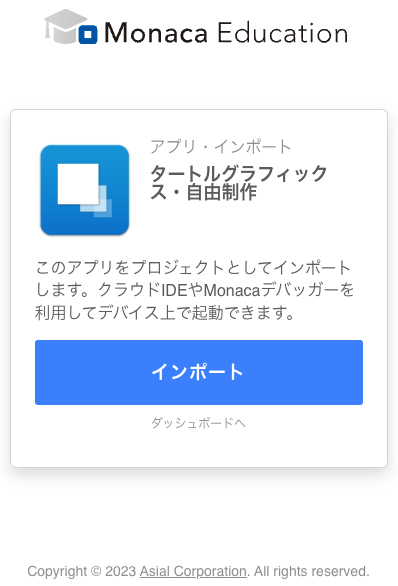 Monaca Education
アプリ・インポート
タートルグラフィック
ス・自由制作
このアプリをプロジェクトとしてインポート
します。クラウドIDEやMonacaデバッガーを
利用してデバイス上で起動できます。
インポート
ダッシュボードへ
Copyright © 2023 Asial Corporation. All rights reserved.